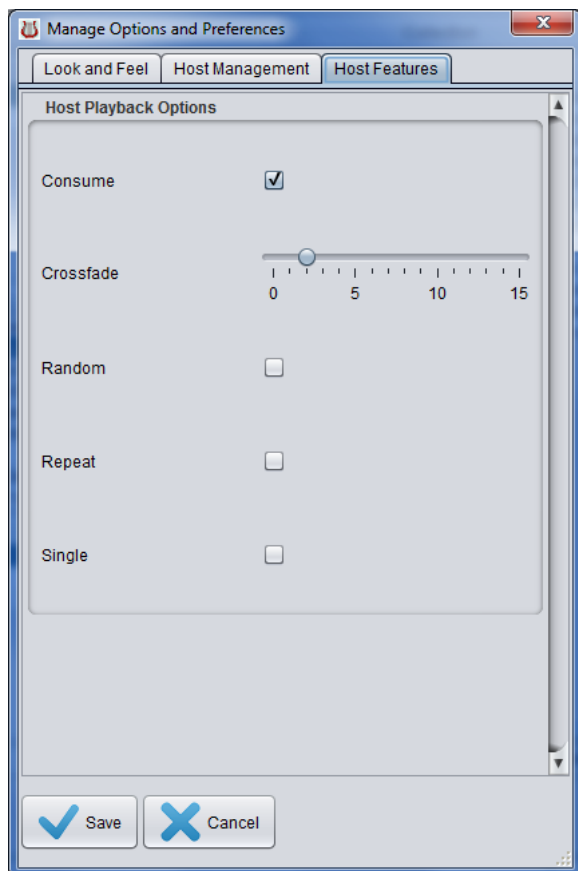 Manage Options and Preferences
Look and Feel Host Management Host Features
Host Playback Options
Consume
Crossfade
0 5 10 15
Random
Repeat
Single
Save Cancel